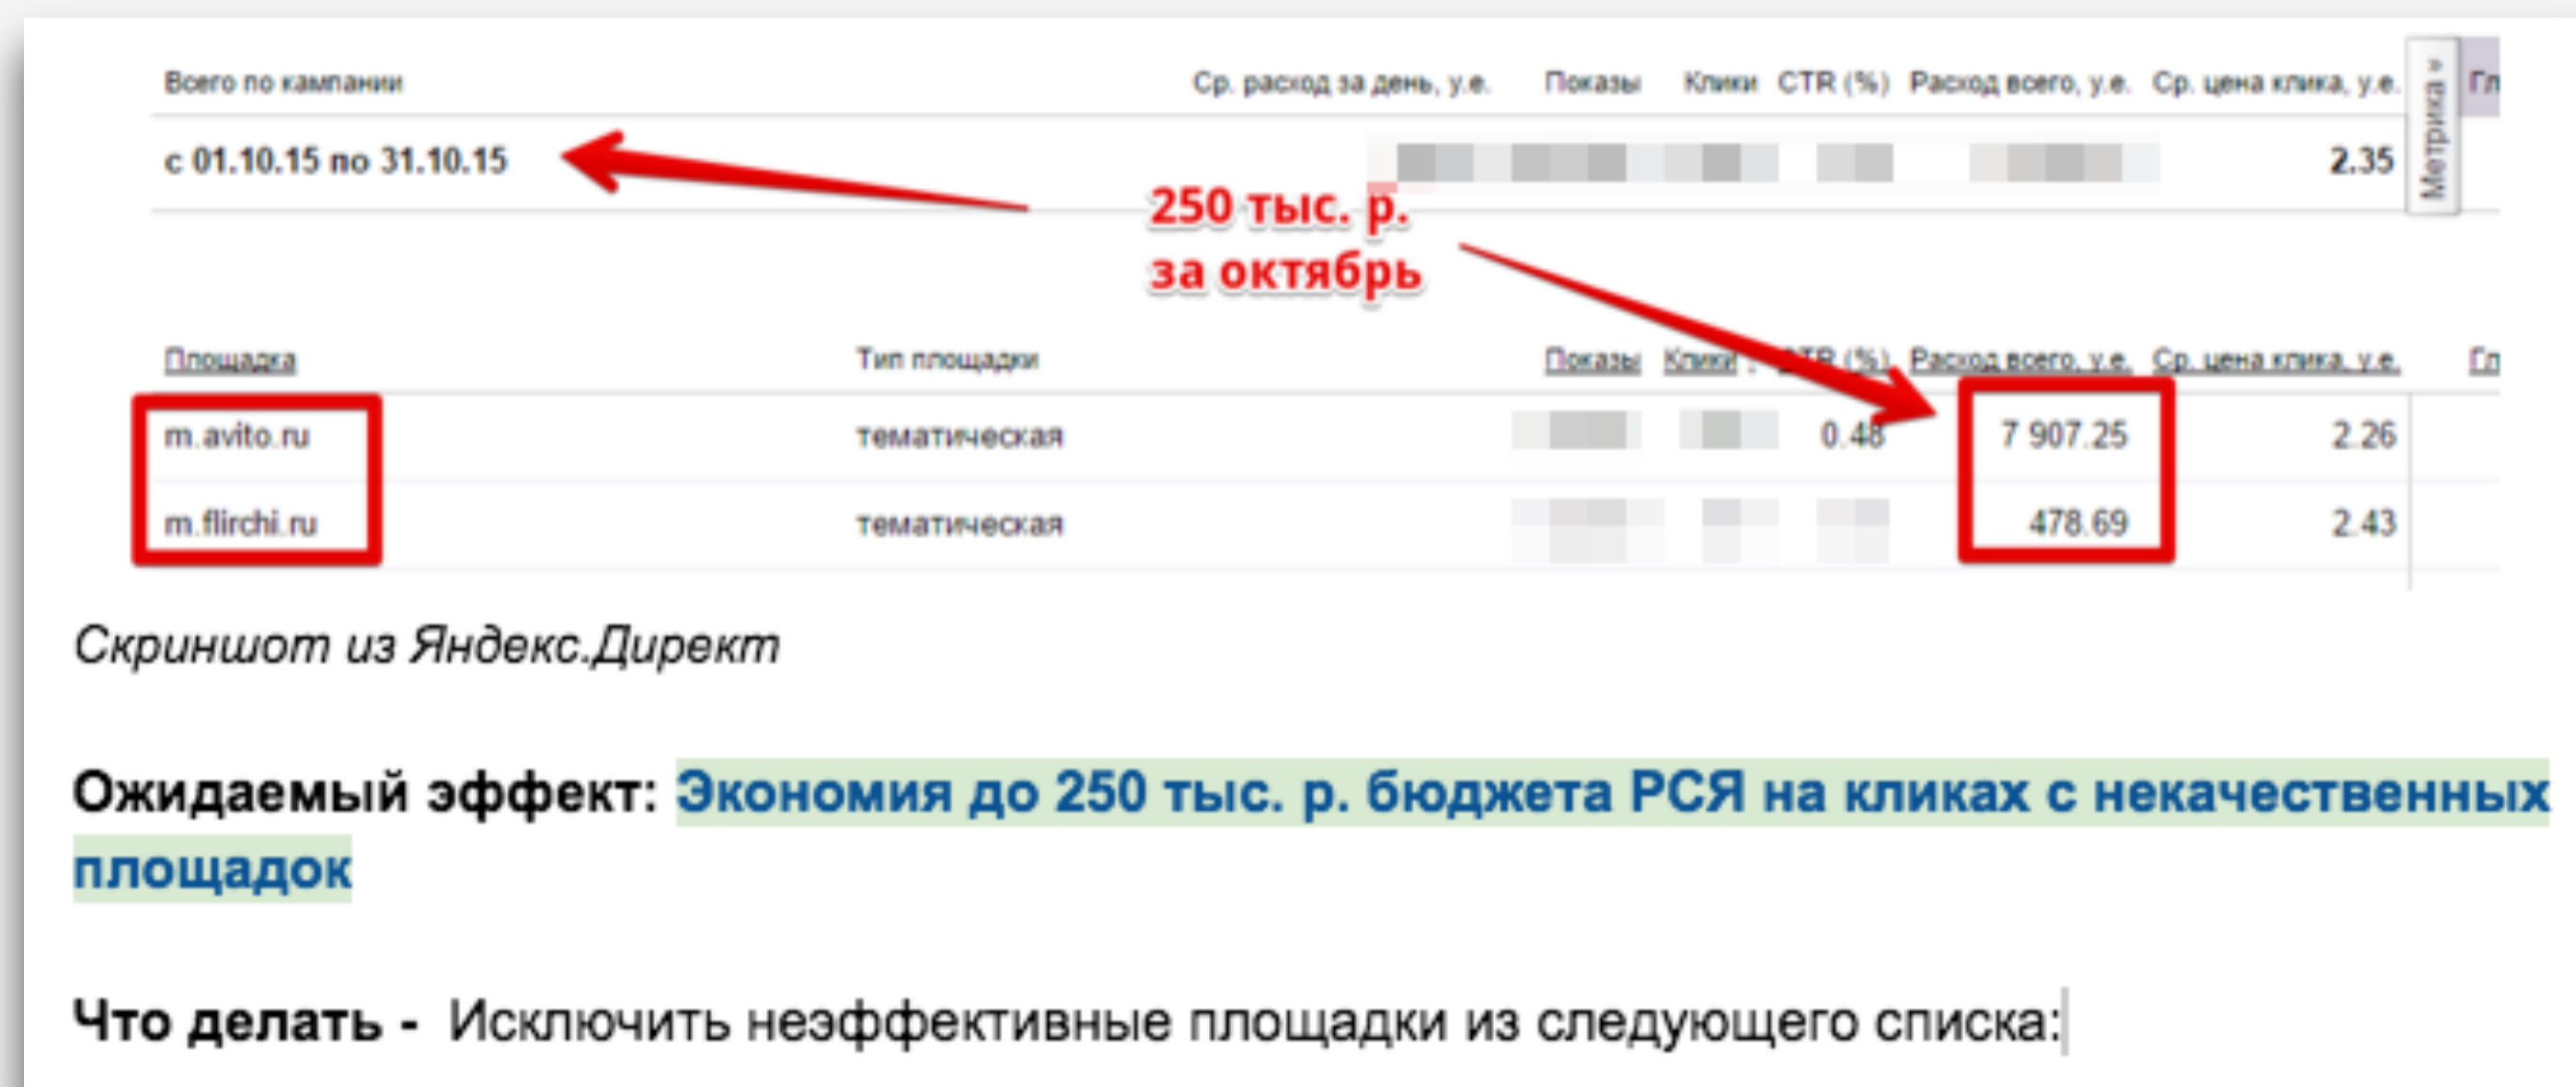 Всего по кампании Ср. расход за день, у.е. Показы Клики CTR (%) Расход всего, у.е. Ср. цена клика, у.е. Гл
Метрика »
с 01.10.15 по 31.10.15 2.35
250 тыс. р.
за октябрь
Площадка Тип площадки Показы Клики CTR (%) Расход всего, у.е. Ср. цена клика, у.е. Гл
m.avito.ru тематическая 0.48 7 907.25 2.26
m.flirchi.ru тематическая 478.69 2.43
Скриншот из Яндекс.Директ
Ожидаемый эффект: Экономия до 250 тыс. р. бюджета РСЯ на кликах с некачественных
площадок
Что делать - Исключить неэффективные площадки из следующего списка: